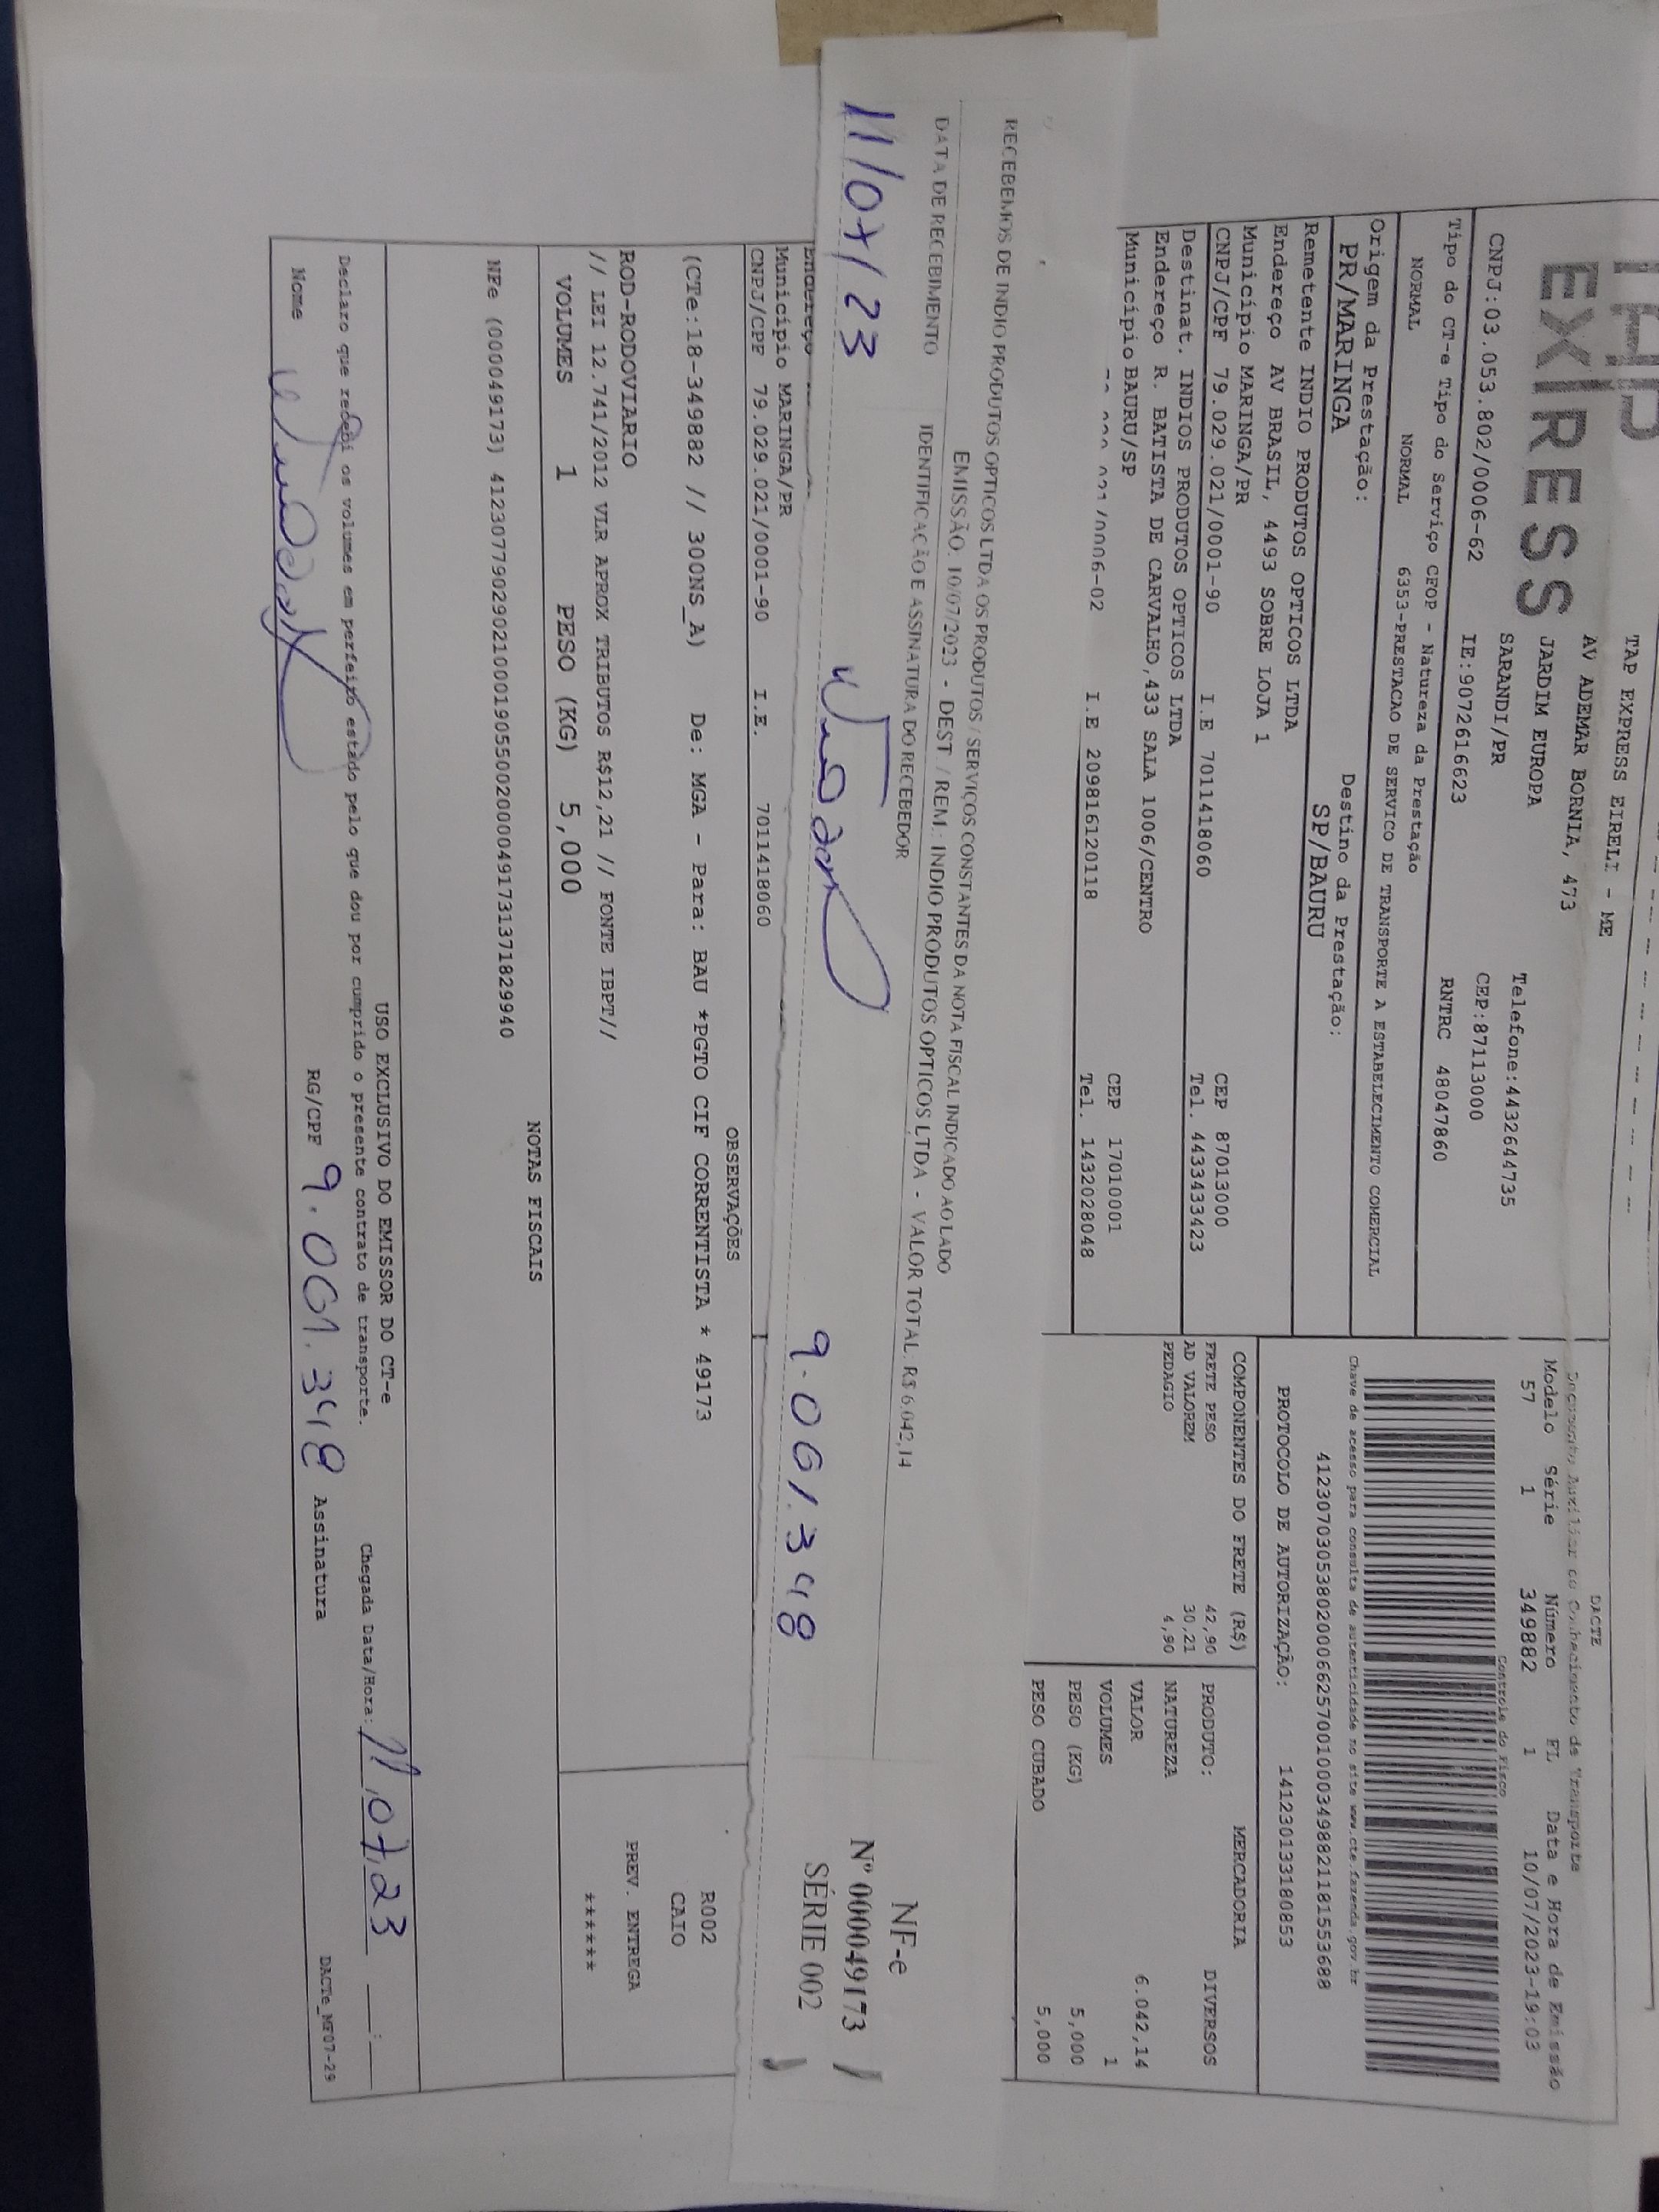 TAP
EXPRESS
TAP EXPRESS EIRELI - ME
AV ADEMAR BORNIA, 473
JARDIM EUROPA
SARANDI/PR
Telefone:4432644735
CEP:87113000
CNPJ:03.053.802/0006-62
IE:9072616623
RNTRC 48047860
DACTE
Documento Auxiliar do Conhecimento de Transporte
Modelo Série Número FL Data e Hora de Emissão
57 1 349882 1 10/07/2023-19:03
Controle do Fisco
Tipo do CT-e Tipo do Serviço CFOP - Natureza da Prestação
NORMAL NORMAL 6353-PRESTACAO DE SERVICO DE TRANSPORTE A ESTABELECIMENTO COMERCIAL
Chave de acesso para consulta de autenticidade no site www.cte.fazenda.gov.br
41230703053802000662570010003498821181553688
Origem da Prestação: Destino da Prestação:
PR/MARINGA SP/BAURU
PROTOCOLO DE AUTORIZAÇÃO: 141230133180853
Remetente INDIO PRODUTOS OPTICOS LTDA
Endereço AV BRASIL, 4493 SOBRE LOJA 1
Município MARINGA/PR CEP 87013000
CNPJ/CPF 79.029.021/0001-90 I.E 7011418060 Tel. 443343423
Destinat. INDIOS PRODUTOS OPTICOS LTDA
Endereço R. BATISTA DE CARVALHO,433 SALA 1006/CENTRO
Município BAURU/SP CEP 17010001
021/0006-02 I.E 209816120118 Tel. 1432028048
COMPONENTES DO FRETE (R$)
FRETE PESO 42,90
AD VALOREM 30,21
PEDAGIO 4,90
MERCADORIA
PRODUTO: DIVERSOS
NATUREZA
VALOR 6.042,14
VOLUMES 1
PESO (KG) 5,000
PESO CUBADO 5,000
RECEBEMOS DE INDIO PRODUTOS OPTICOS LTDA OS PRODUTOS / SERVIÇOS CONSTANTES DA NOTA FISCAL INDICADO AO LADO
EMISSÃO: 10/07/2023 - DEST / REM.: INDIO PRODUTOS OPTICOS LTDA - VALOR TOTAL: R$ 6.042,14
DATA DE RECEBIMENTO IDENTIFICAÇÃO E ASSINATURA DO RECEBEDOR
11/07/23 9.061.348
NF-e
Nº 000049173
SÉRIE 002
Endereço
Município MARINGA/PR
CNPJ/CPF 79.029.021/0001-90 I.E. 7011418060
OBSERVAÇÕES
(CTe:18-349882 // 300NS_A) De: MGA - Para: BAU *PGTO CIF CORRENTISTA * 49173
R002
CAIO
ROD-RODOVIARIO
// LEI 12.741/2012 VLR APROX TRIBUTOS R$12,21 // FONTE IBPT//
PREV. ENTREGA
*******
VOLUMES 1 PESO (KG) 5,000
NOTAS FISCAIS
NFe (000049173) 41230779029021000190550020000491731371829940
USO EXCLUSIVO DO EMISSOR DO CT-e
Declaro que recebi os volumes em perfeito estado pelo que dou por cumprido o presente contrato de transporte.
Chegada Data/Hora: 11/07/23 __:__
Nome RG/CPF 9.061.348 Assinatura
DACTe_MF07-29